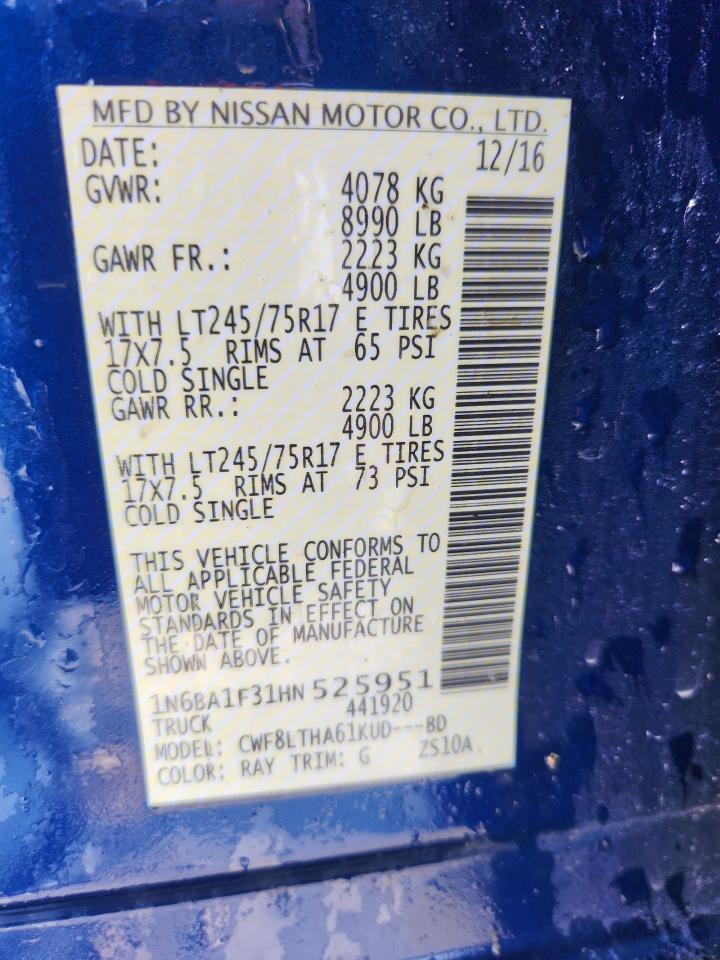 MFD BY NISSAN MOTOR CO., LTD.
DATE: 12/16
GVWR: 4078 KG
8990 LB
GAWR FR.: 2223 KG
4900 LB
WITH LT245/75R17 E TIRES
17X7.5 RIMS AT 65 PSI
COLD SINGLE
GAWR RR.: 2223 KG
4900 LB
WITH LT245/75R17 E TIRES
17X7.5 RIMS AT 73 PSI
COLD SINGLE
THIS VEHICLE CONFORMS TO
ALL APPLICABLE FEDERAL
MOTOR VEHICLE SAFETY
STANDARDS IN EFFECT ON
THE DATE OF MANUFACTURE
SHOWN ABOVE.
1N6BA1F31HN 525951
TRUCK 441920
MODEL: CWF8LTHA61KUD---BD
COLOR: RAY TRIM: G ZS10A